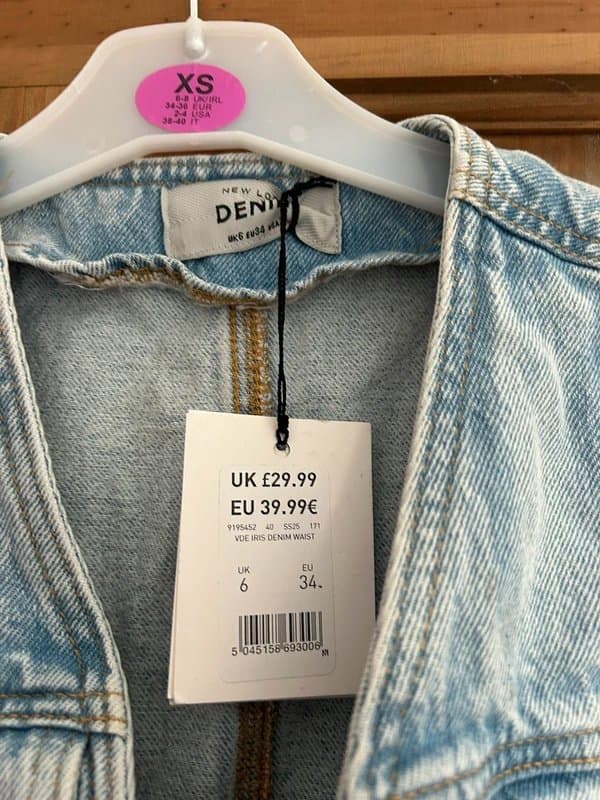 XS
6-8 UK/IRL
34-36 EUR
2-4 USA
38-40 IT
NEW
UK6 EU34
UK £29.99
EU 39.99€
9195452 40 SS25 171
VDE IRIS DENIM WAIST
UK EU
6 34
5 045158 693006